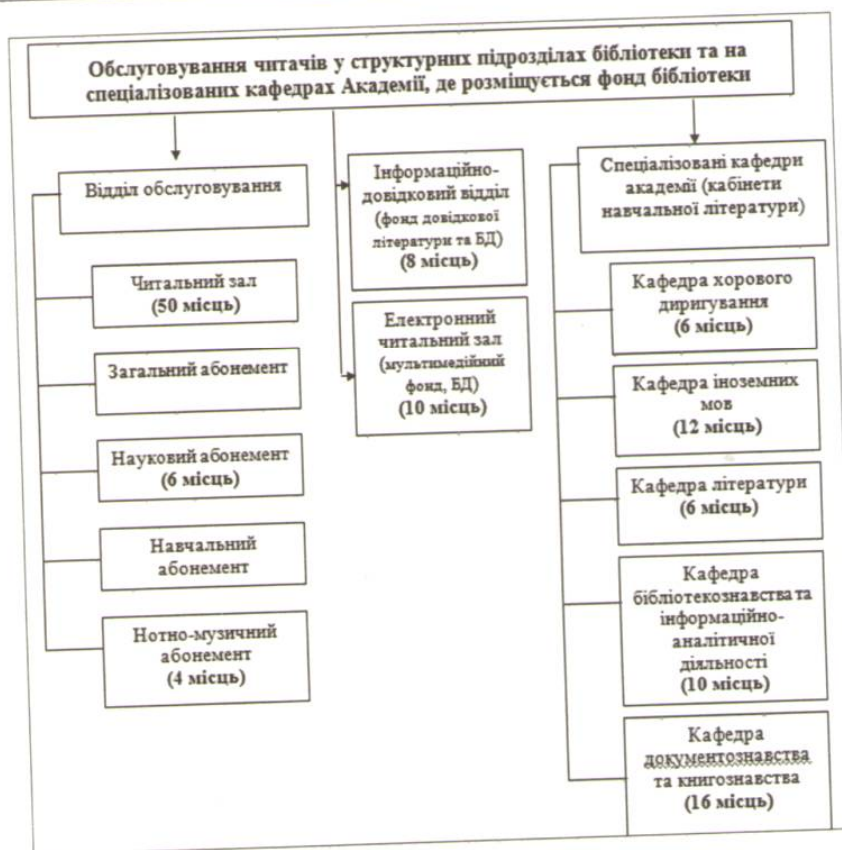 Обслуговування читачів у структурних підрозділах бібліотеки та на
спеціалізованих кафедрах Академії, де розміщується фонд бібліотеки
Відділ обслуговування
Читальний зал
(50 місць)
Загальний абонемент
Науковий абонемент
(6 місць)
Навчальний
абонемент
Нотно-музичний
абонемент
(4 місць)
Інформаційно-
довідковий відділ
(фонд довідкової
літератури та БД)
(8 місць)
Електронний
читальний зал
(мультимедійний
фонд, БД)
(10 місць)
Спеціалізовані кафедри
академії (кабінети
навчальної літератури)
Кафедра хорового
диригування
(6 місць)
Кафедра іноземних
мов
(12 місць)
Кафедра літератури
(6 місць)
Кафедра
бібліотекознавства та
інформаційно-
аналітичної
діяльності
(10 місць)
Кафедра
документознавства
та книгознавства
(16 місць)